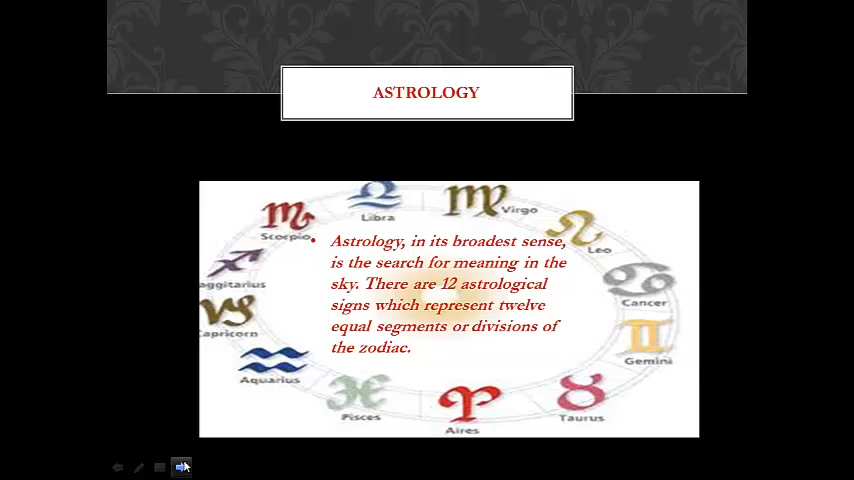 ASTROLOGY
Libra
Virgo
Scorpio
Leo
• Astrology, in its broadest sense,
is the search for meaning in the
sky. There are 12 astrological
signs which represent twelve
equal segments or divisions of
the zodiac.
aggitarius
Cancer
Capricorn
Gemini
Aquarius
Pisces
Aires
Taurus